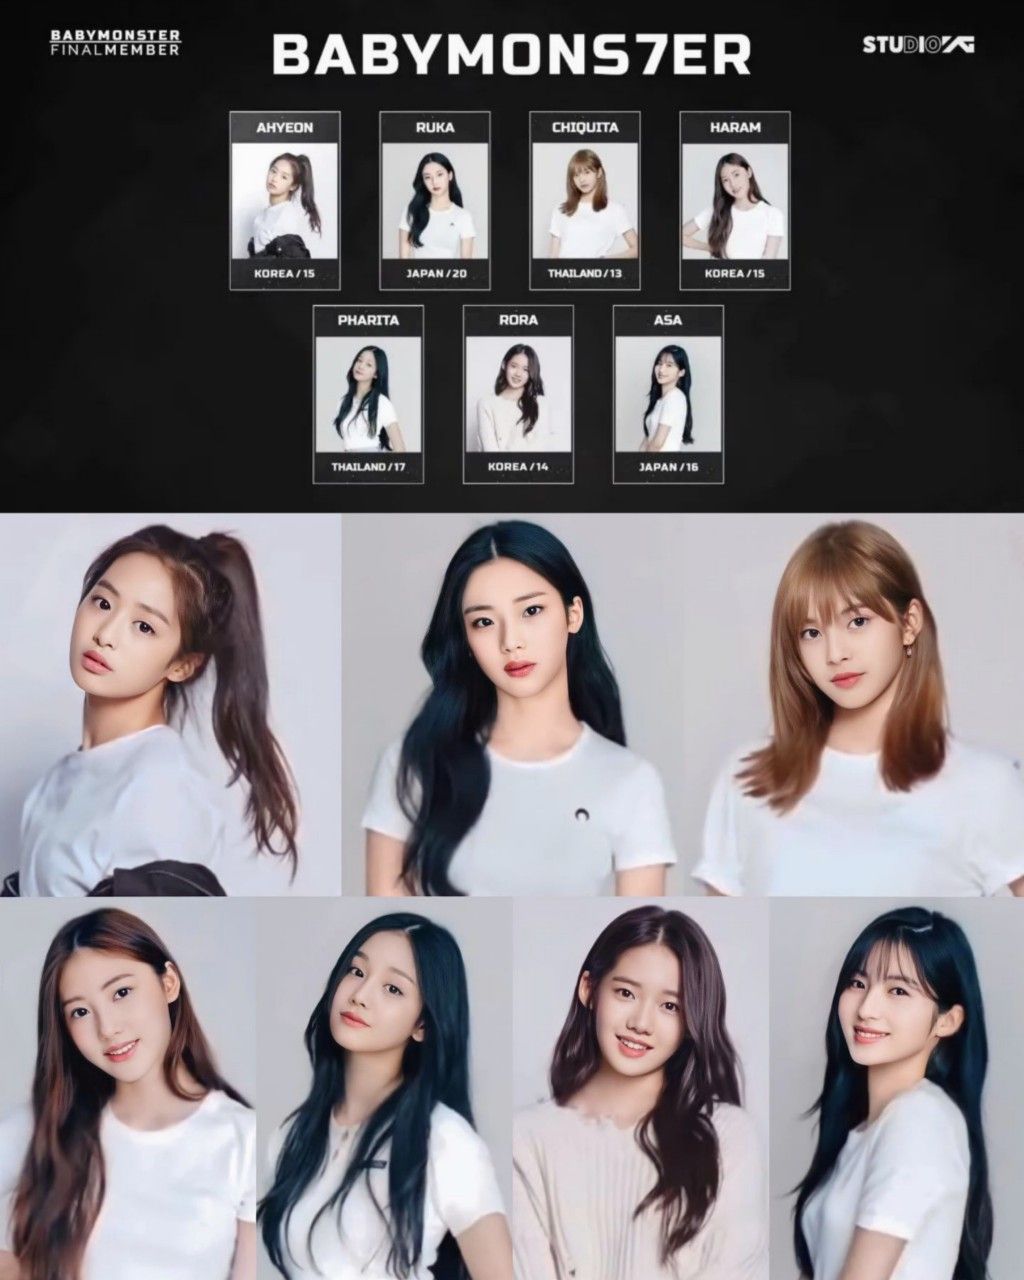 BABYMONSTER
FINALMEMBER
BABYMONS7ER
STUDIO YG
AHYEON
RUKA
CHIQUITA
HARAM
KOREA / 15
JAPAN / 20
THAILAND / 13
KOREA / 15
PHARITA
RORA
ASA
THAILAND / 17
KOREA / 14
JAPAN / 16